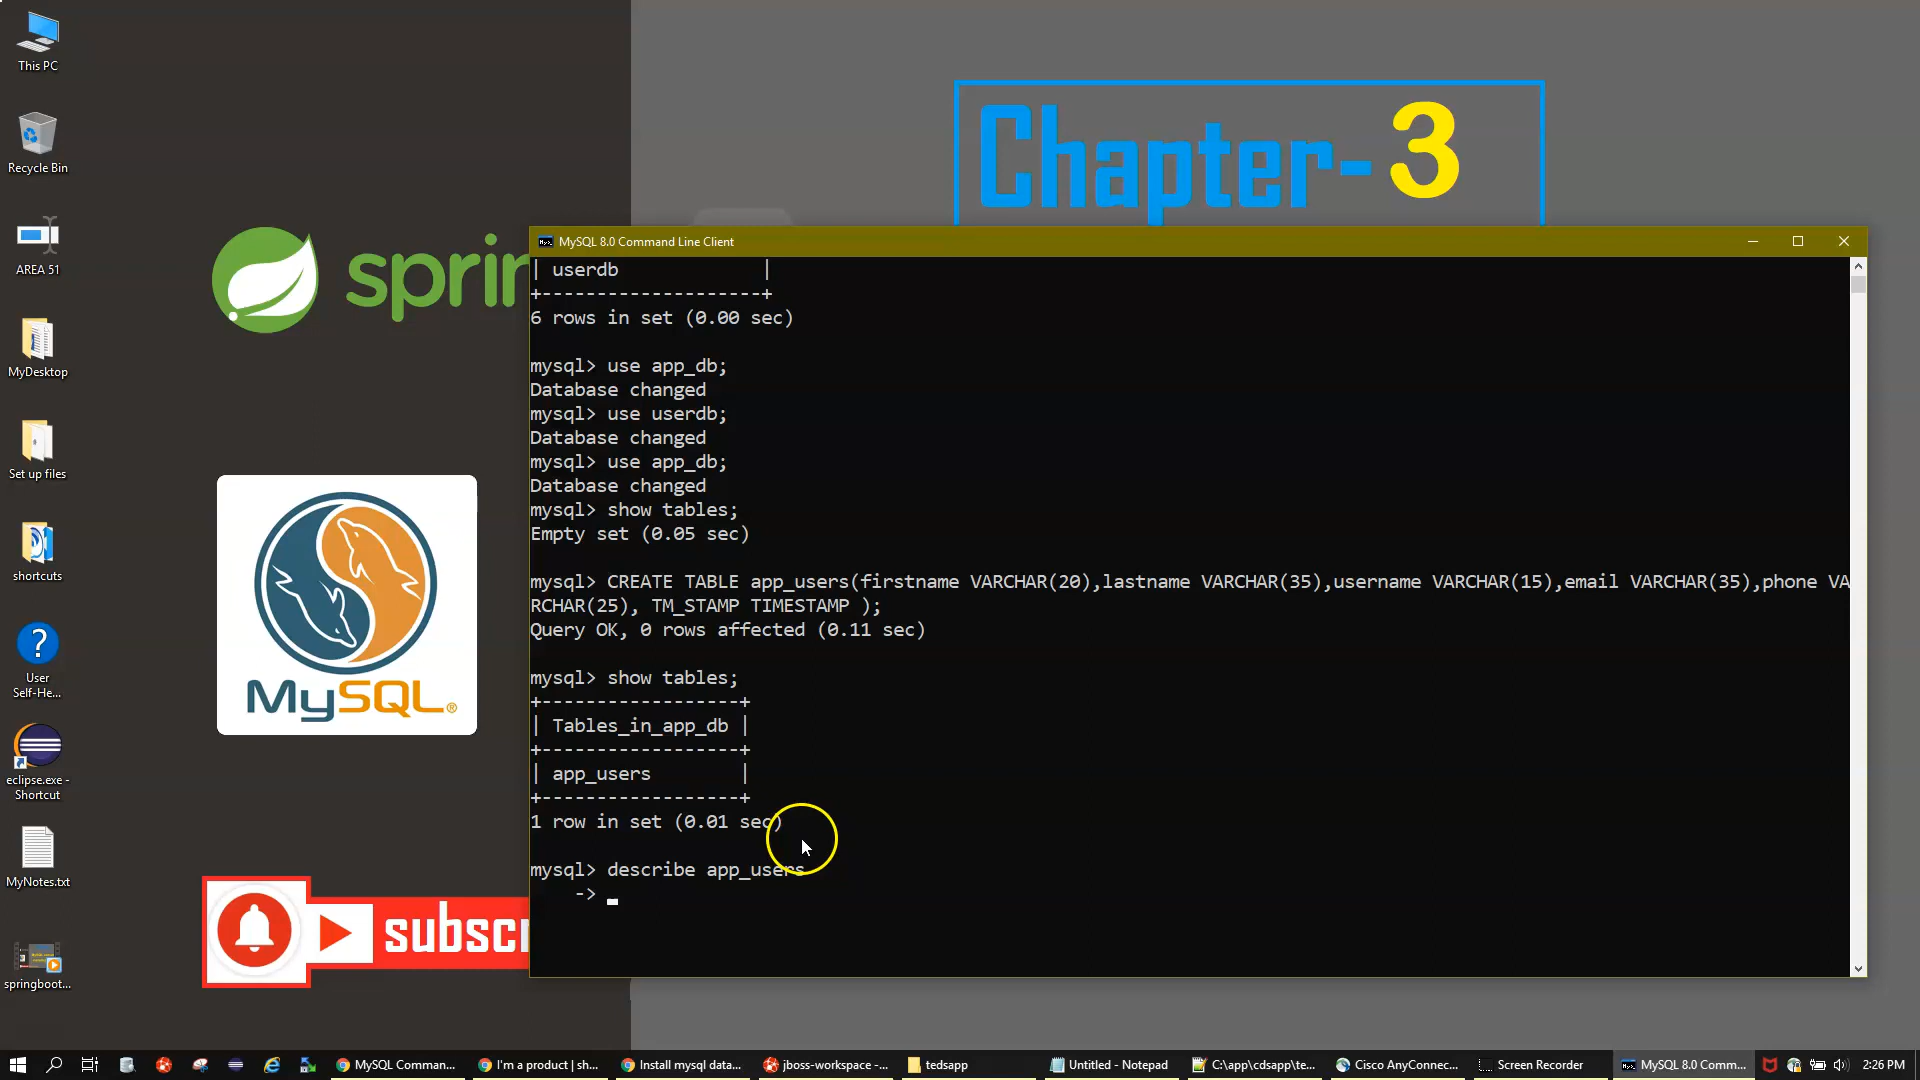 This PC
Recycle Bin
AREA 51
MyDesktop
Set up files
shortcuts
User
Self-He...
eclipse.exe -
Shortcut
MyNotes.txt
springboot...
Chapter-3
sprin
MySQL®
subscr
MySQL 8.0 Command Line Client
| userdb             |
+--------------------+
6 rows in set (0.00 sec)
mysql> use app_db;
Database changed
mysql> use userdb;
Database changed
mysql> use app_db;
Database changed
mysql> show tables;
Empty set (0.05 sec)
mysql> CREATE TABLE app_users(firstname VARCHAR(20),lastname VARCHAR(35),username VARCHAR(15),email VARCHAR(35),phone VA
RCHAR(25), TM_STAMP TIMESTAMP );
Query OK, 0 rows affected (0.11 sec)
mysql> show tables;
+------------------+
| Tables_in_app_db |
+------------------+
| app_users        |
+------------------+
1 row in set (0.01 sec)
mysql> describe app_users
    ->
MySQL Comman...
I'm a product | sh...
Install mysql data...
jboss-workspace -...
tedsapp
Untitled - Notepad
C:\app\cdsapp\te...
Cisco AnyConnec...
Screen Recorder
MySQL 8.0 Comm...
2:26 PM